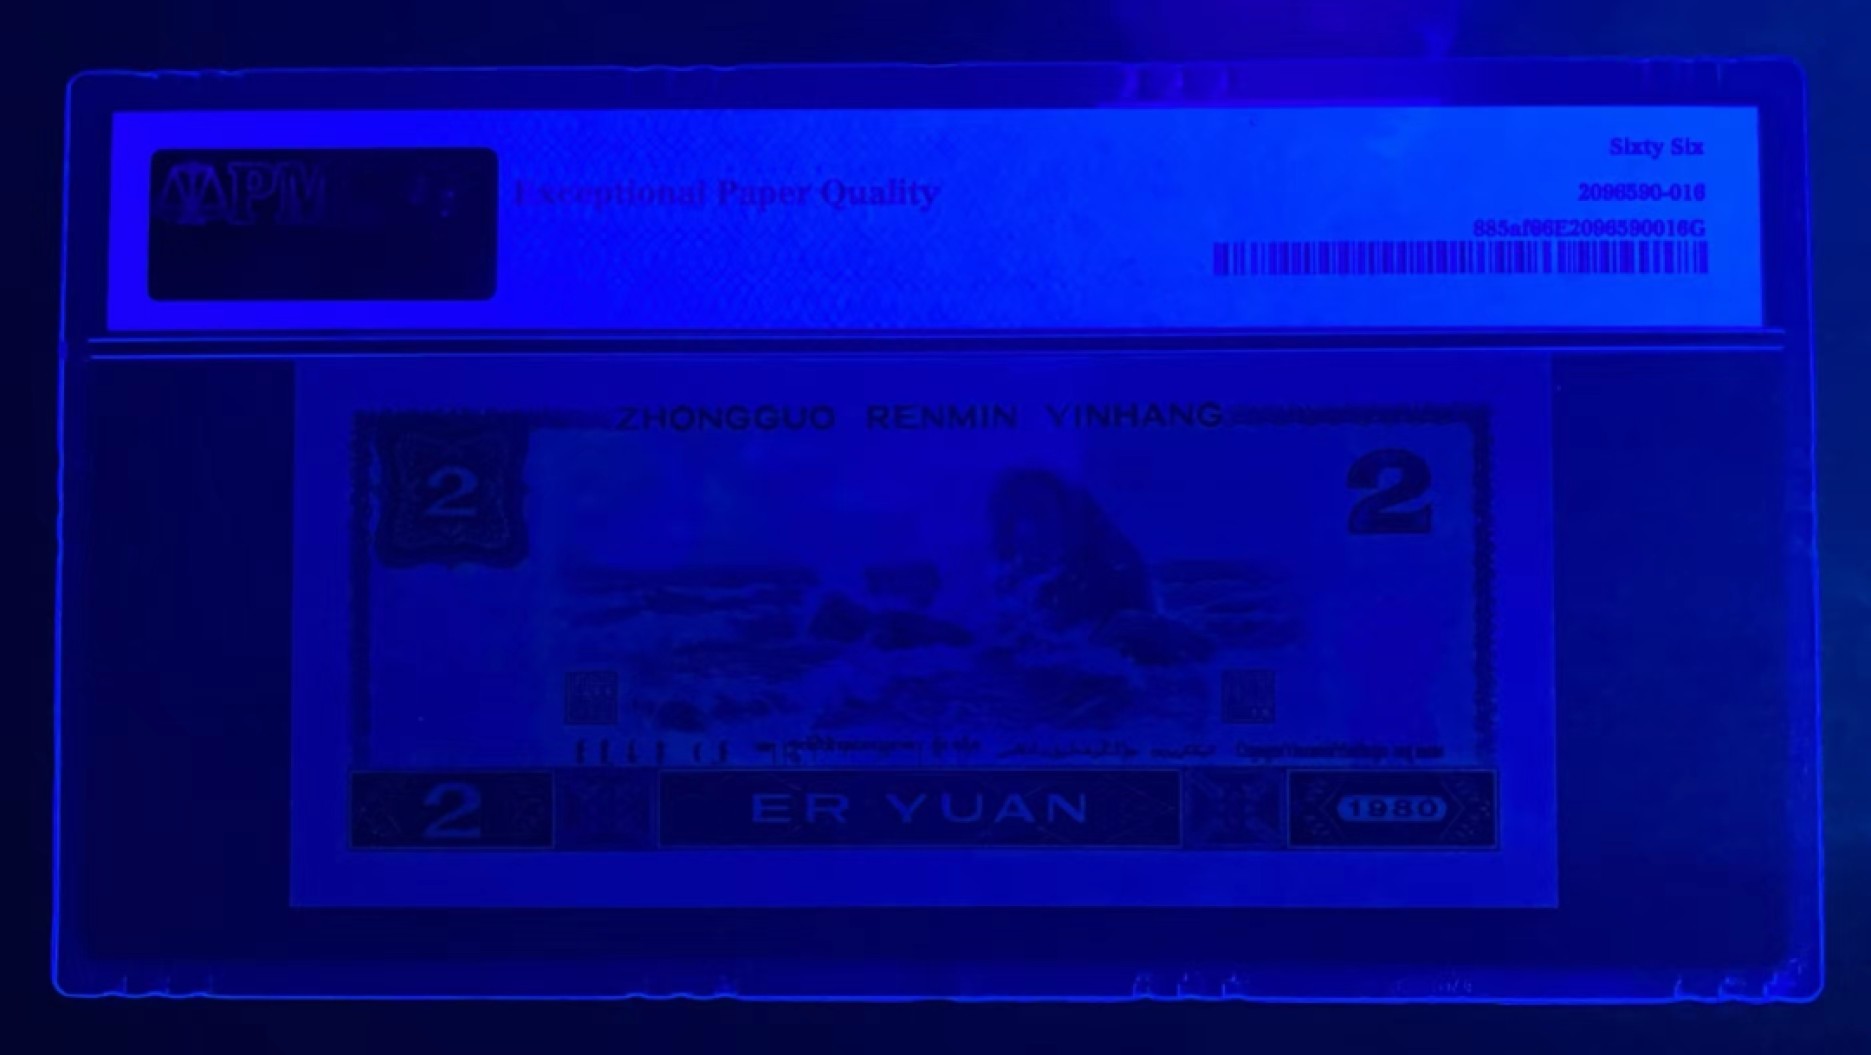 PM
Exceptional Paper Quality
Sixty Six
2096590-016
885af66E2096590016G
ZHONGGUO RENMIN YINHANG
2
2
2
ER YUAN
1980